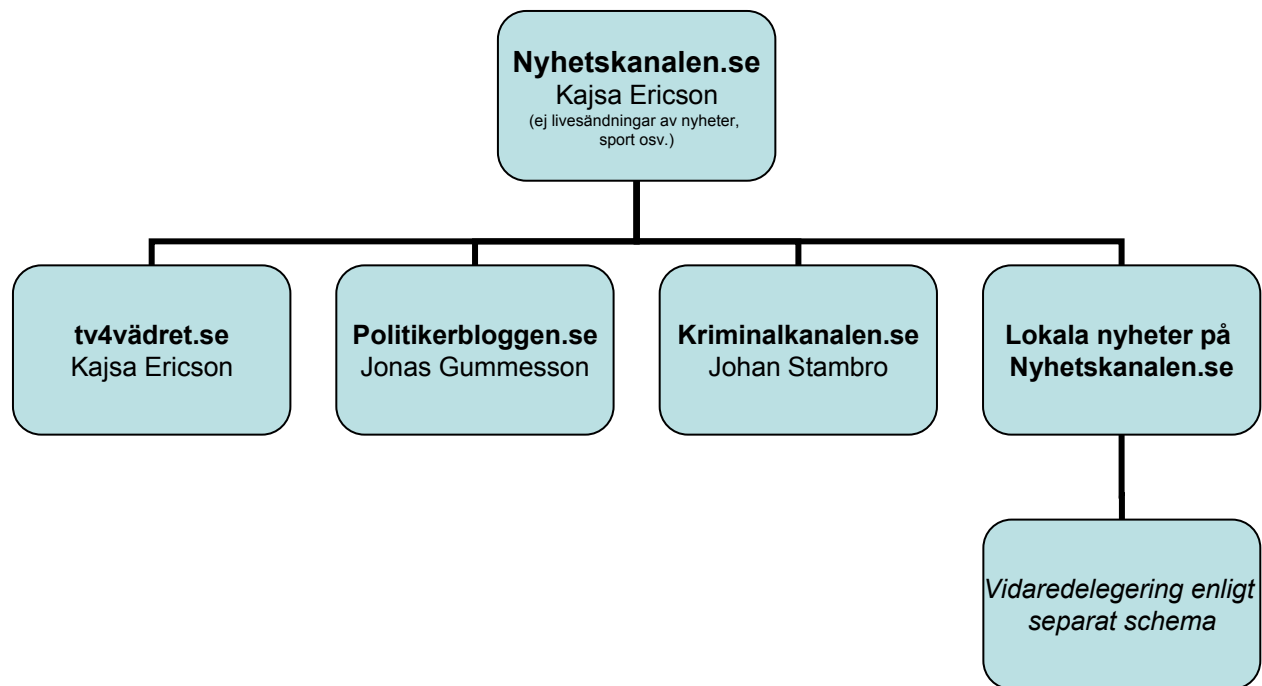 Nyhetskanalen.se
Kajsa Ericson
(ej livesändningar av nyheter,
sport osv.)
tv4vädret.se
Kajsa Ericson
Politikerbloggen.se
Jonas Gummesson
Kriminalkanalen.se
Johan Stambro
Lokala nyheter på
Nyhetskanalen.se
Vidaredelegering enligt
separat schema